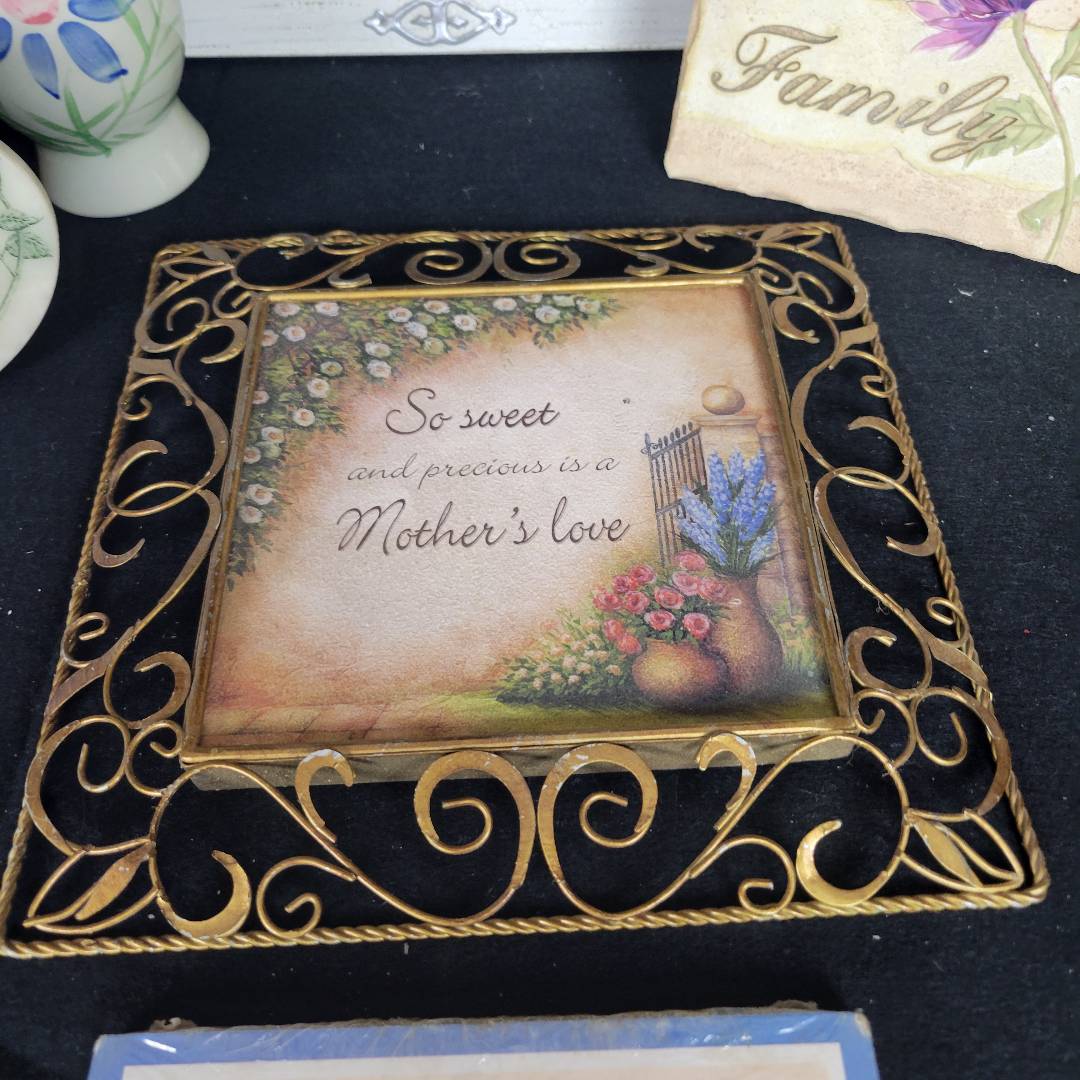 Family
So sweet
and precious is a
Mother's love